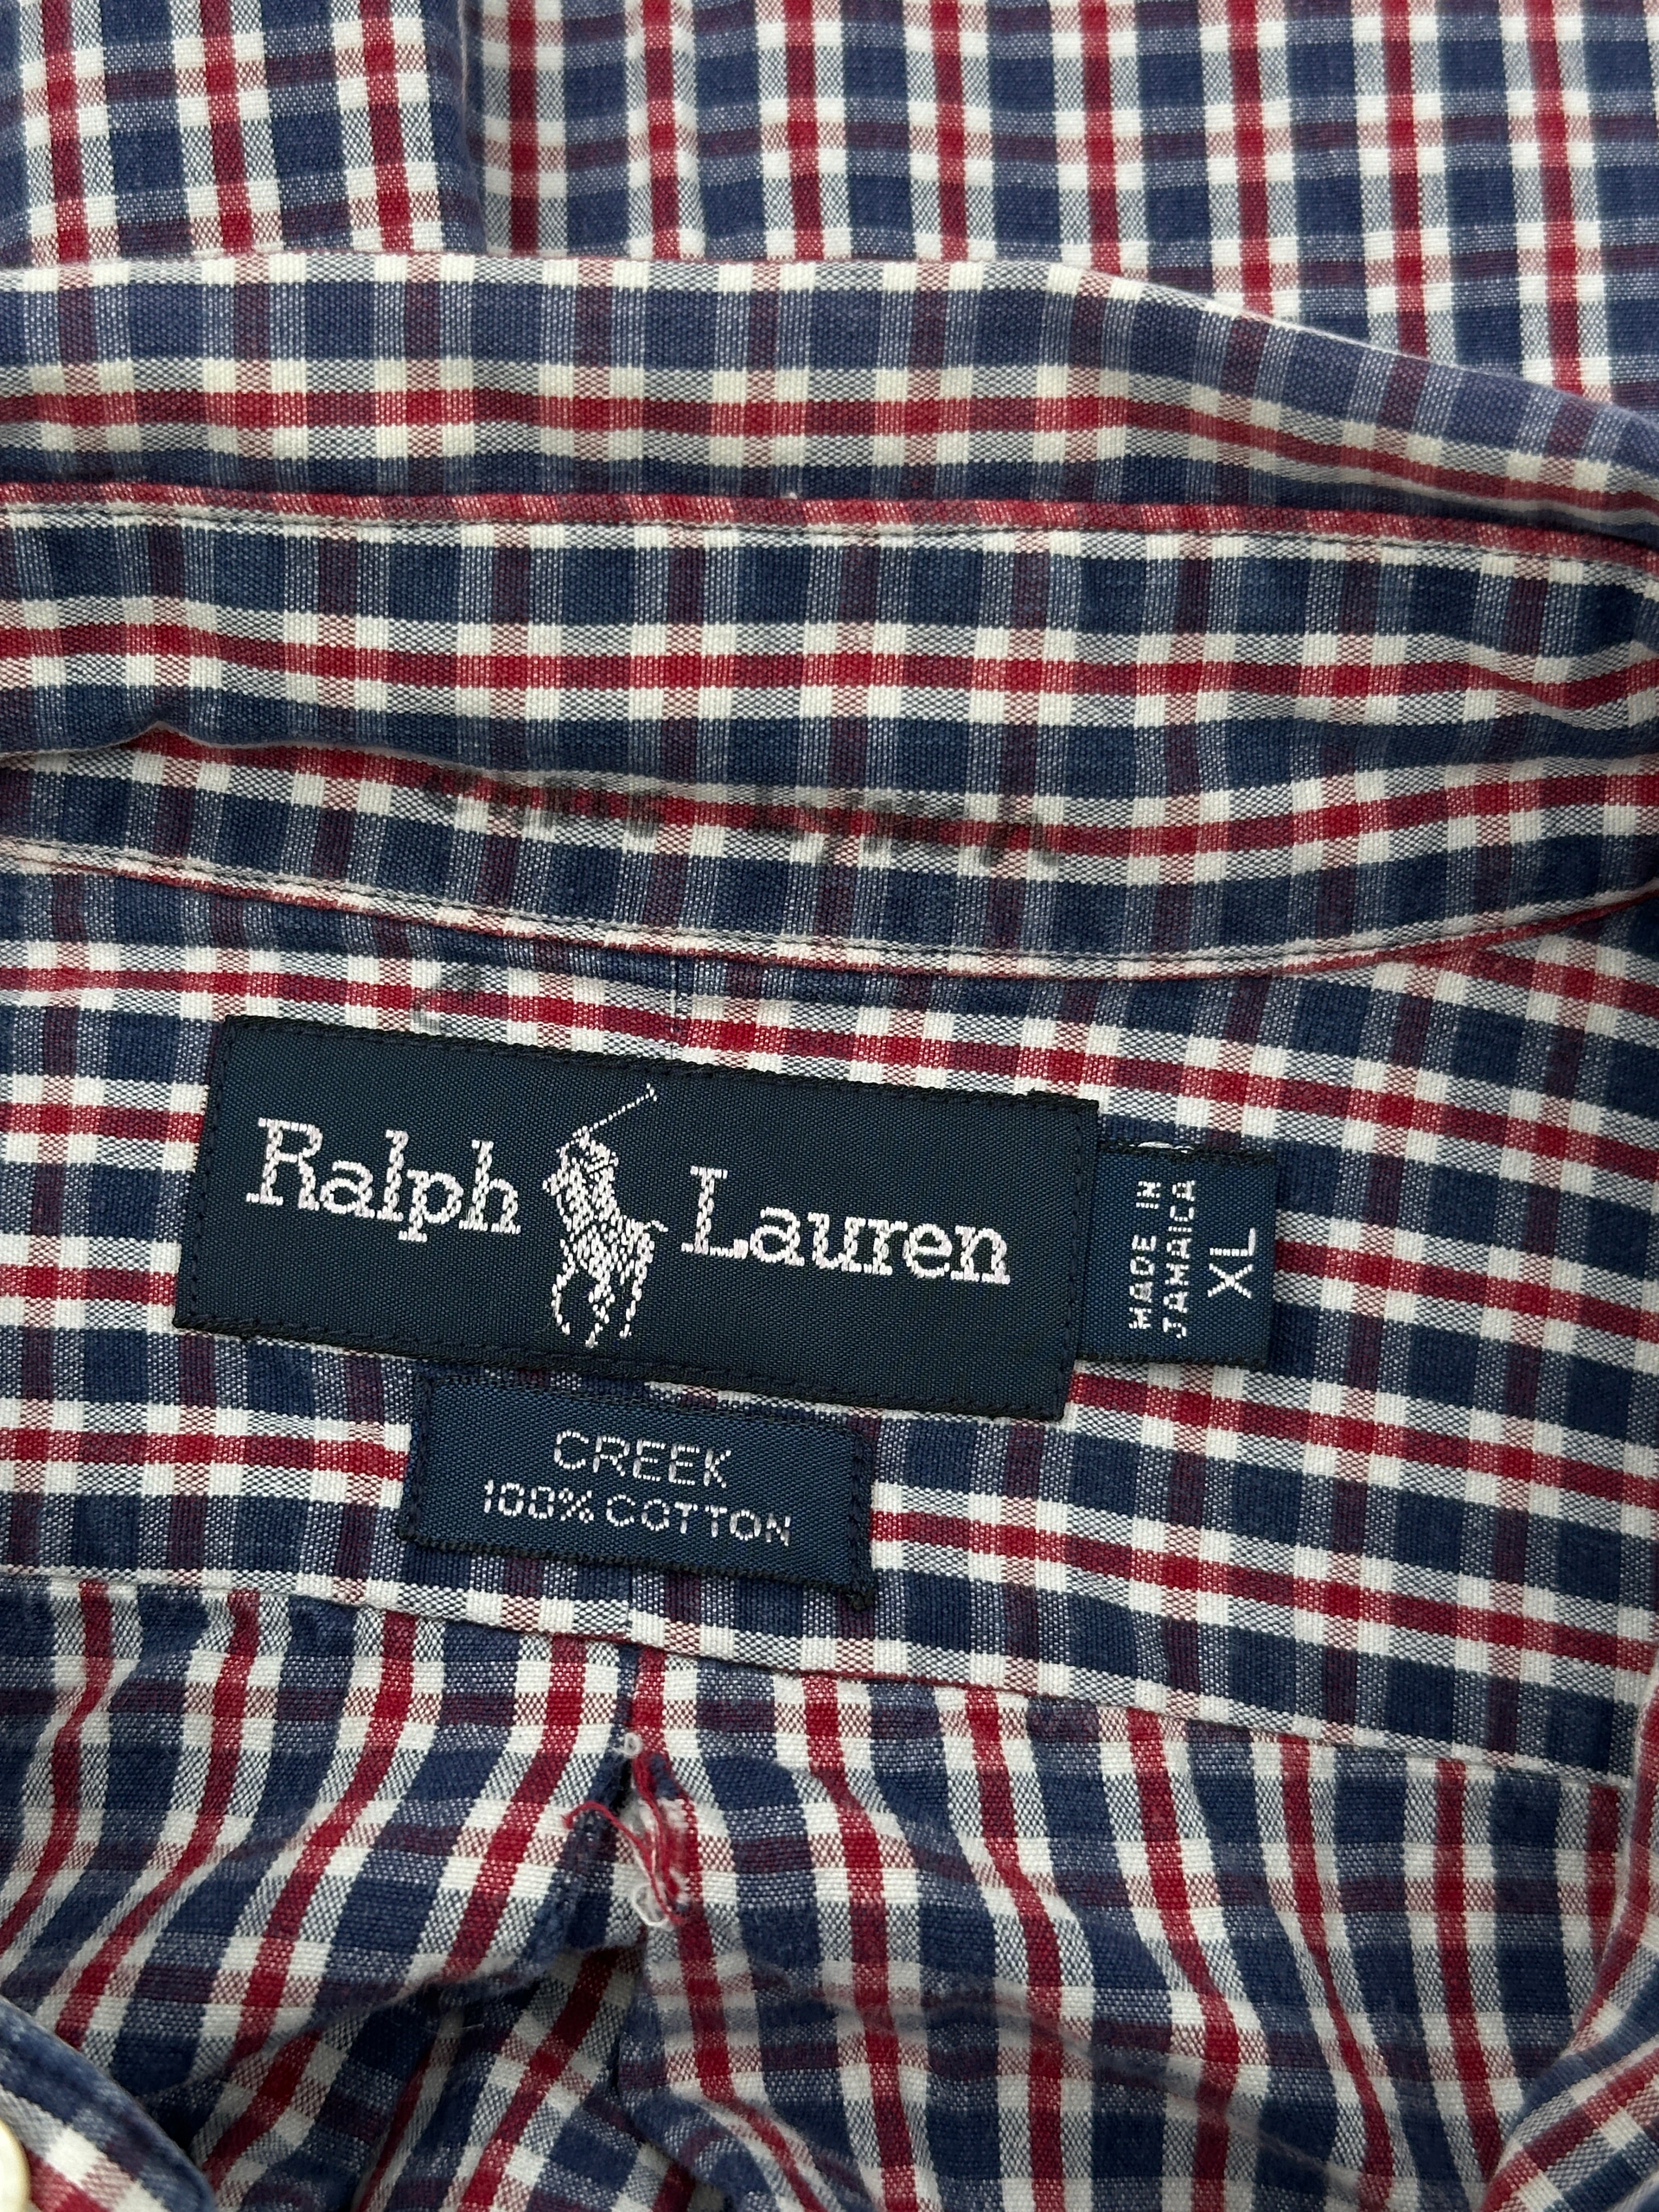 Ralph Lauren
MADE IN
JAMAICA
XL
CREEK
100% COTTON